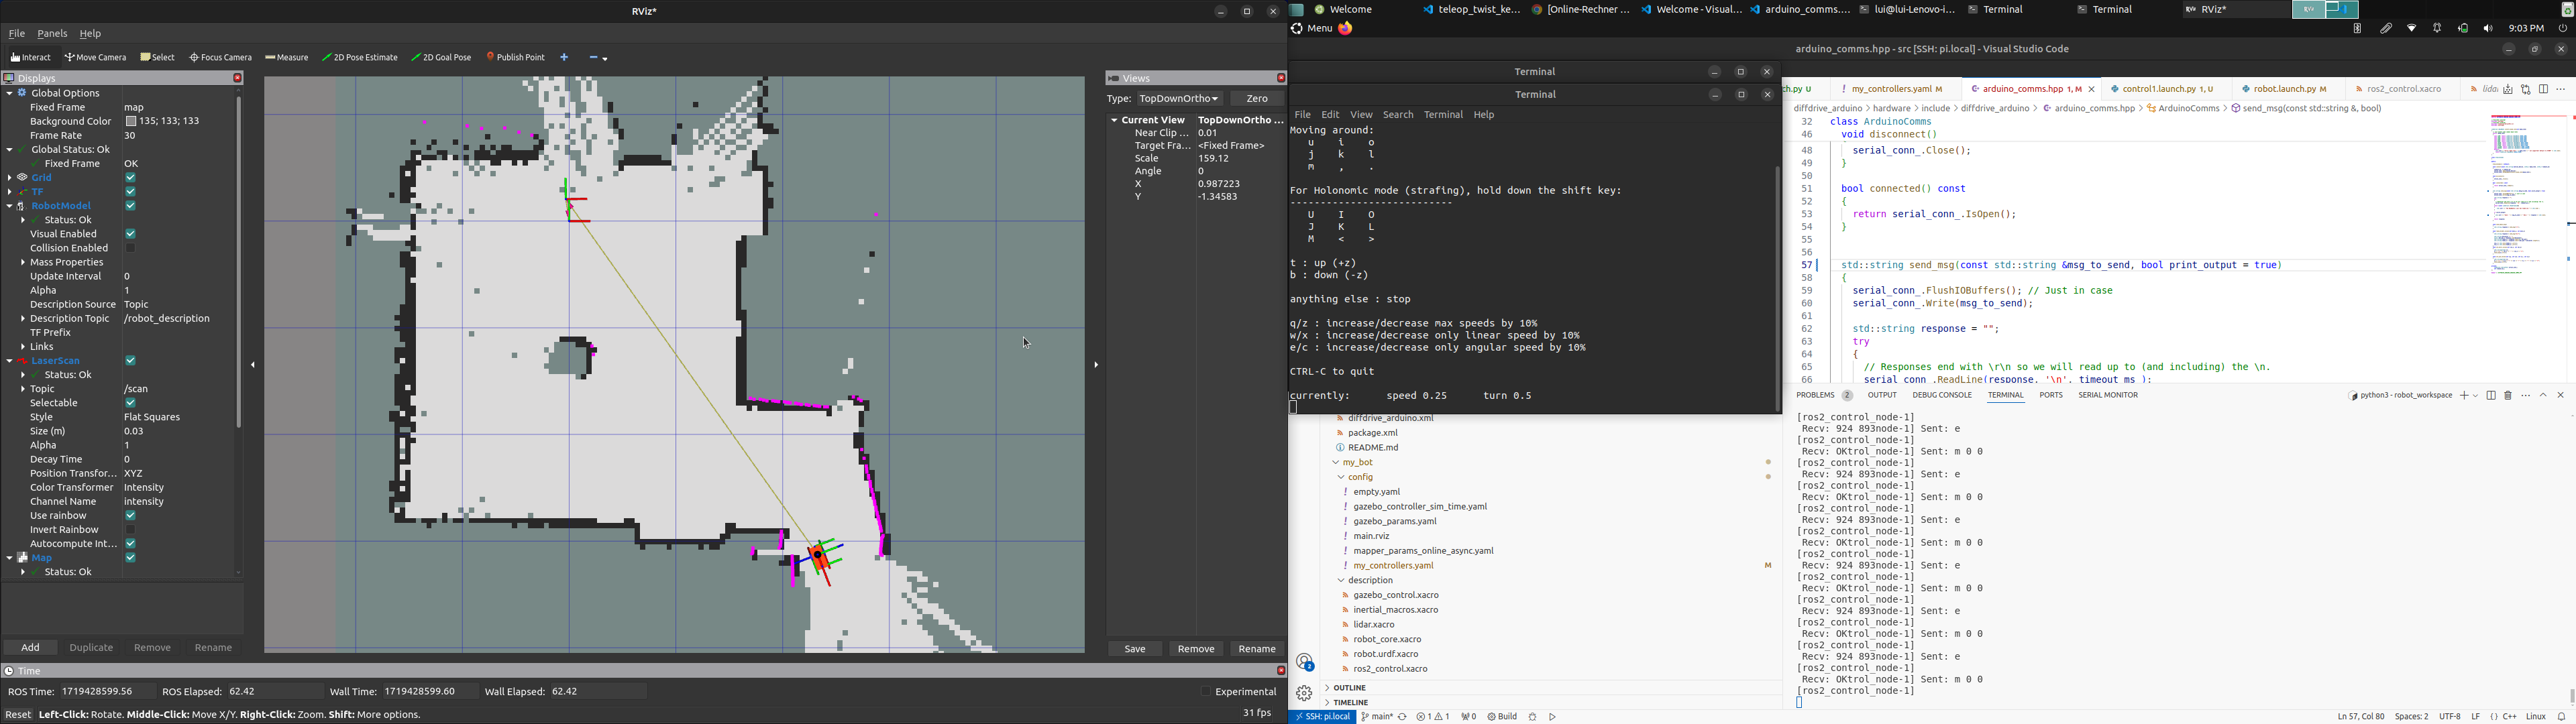 RViz*
File Panels Help
Interact Move Camera Select Focus Camera Measure 2D Pose Estimate 2D Goal Pose Publish Point
Displays
Global Options
Fixed Frame map
Background Color 135; 133; 133
Frame Rate 30
Global Status: Ok
Fixed Frame OK
Grid
TF
RobotModel
Status: Ok
Visual Enabled
Collision Enabled
Mass Properties
Update Interval 0
Alpha 1
Description Source Topic
Description Topic /robot_description
TF Prefix
Links
LaserScan
Status: Ok
Topic /scan
Selectable
Style Flat Squares
Size (m) 0.03
Alpha 1
Decay Time 0
Position Transfor... XYZ
Color Transformer Intensity
Channel Name intensity
Use rainbow
Invert Rainbow
Autocompute Int...
Map
Status: Ok
Add Duplicate Remove Rename
Views
Type: TopDownOrtho Zero
Current View TopDownOrtho ...
Near Clip ... 0.01
Target Fra... <Fixed Frame>
Scale 159.12
Angle 0
X 0.987223
Y -1.34583
Save Remove Rename
Time
ROS Time: 1719428599.56 ROS Elapsed: 62.42 Wall Time: 1719428599.60 Wall Elapsed: 62.42 Experimental
Reset Left-Click: Rotate. Middle-Click: Move X/Y. Right-Click: Zoom. Shift: More options. 31 fps
Welcome teleop_twist_ke... [Online-Rechner ... Welcome - Visual... arduino_comms.... lui@lui-Lenovo-i... Terminal Terminal RViz*
Menu 9:03 PM
arduino_comms.hpp - src [SSH: pi.local] - Visual Studio Code
Terminal
Terminal
File Edit View Search Terminal Help
Moving around:
u i o
j k l
m , .
For Holonomic mode (strafing), hold down the shift key:
---------------------------
U I O
J K L
M < >
t : up (+z)
b : down (-z)
anything else : stop
q/z : increase/decrease max speeds by 10%
w/x : increase/decrease only linear speed by 10%
e/c : increase/decrease only angular speed by 10%
CTRL-C to quit
currently: speed 0.25 turn 0.5
ch.py U my_controllers.yaml M arduino_comms.hpp 1, M control1.launch.py U robot.launch.py M ros2_control.xacro lida
diffdrive_arduino > hardware > include > diffdrive_arduino > arduino_comms.hpp > ArduinoComms > send_msg(const std::string &, bool)
32 class ArduinoComms
46 void disconnect()
48 serial_conn_.Close();
49 }
50
51 bool connected() const
52 {
53 return serial_conn_.IsOpen();
54 }
55
56
57 std::string send_msg(const std::string &msg_to_send, bool print_output = true)
58 {
59 serial_conn_.FlushIOBuffers(); // Just in case
60 serial_conn_.Write(msg_to_send);
61
62 std::string response = "";
63 try
64 {
65 // Responses end with \r\n so we will read up to (and including) the \n.
66 serial_conn_.ReadLine(response, '\n', timeout_ms_);
diffdrive_arduino.xml
package.xml
README.md
my_bot
config
empty.yaml
gazebo_controller_sim_time.yaml
gazebo_params.yaml
main.rviz
mapper_params_online_async.yaml
my_controllers.yaml M
description
gazebo_control.xacro
inertial_macros.xacro
lidar.xacro
robot_core.xacro
robot.urdf.xacro
ros2_control.xacro
OUTLINE
TIMELINE
PROBLEMS 2 OUTPUT DEBUG CONSOLE TERMINAL PORTS SERIAL MONITOR python3 - robot_workspace
[ros2_control_node-1]
Recv: 924 893node-1] Sent: e
[ros2_control_node-1]
Recv: OKtrol_node-1] Sent: m 0 0
[ros2_control_node-1]
Recv: 924 893node-1] Sent: e
[ros2_control_node-1]
Recv: OKtrol_node-1] Sent: m 0 0
[ros2_control_node-1]
Recv: 924 893node-1] Sent: e
[ros2_control_node-1]
Recv: OKtrol_node-1] Sent: m 0 0
[ros2_control_node-1]
Recv: 924 893node-1] Sent: e
[ros2_control_node-1]
Recv: OKtrol_node-1] Sent: m 0 0
[ros2_control_node-1]
Recv: 924 893node-1] Sent: e
[ros2_control_node-1]
Recv: OKtrol_node-1] Sent: m 0 0
[ros2_control_node-1]
Recv: 924 893node-1] Sent: e
[ros2_control_node-1]
Recv: OKtrol_node-1] Sent: m 0 0
[ros2_control_node-1]
SSH: pi.local main* 1 1 0 Build Ln 57, Col 80 Spaces: 2 UTF-8 LF {} C++ Linux